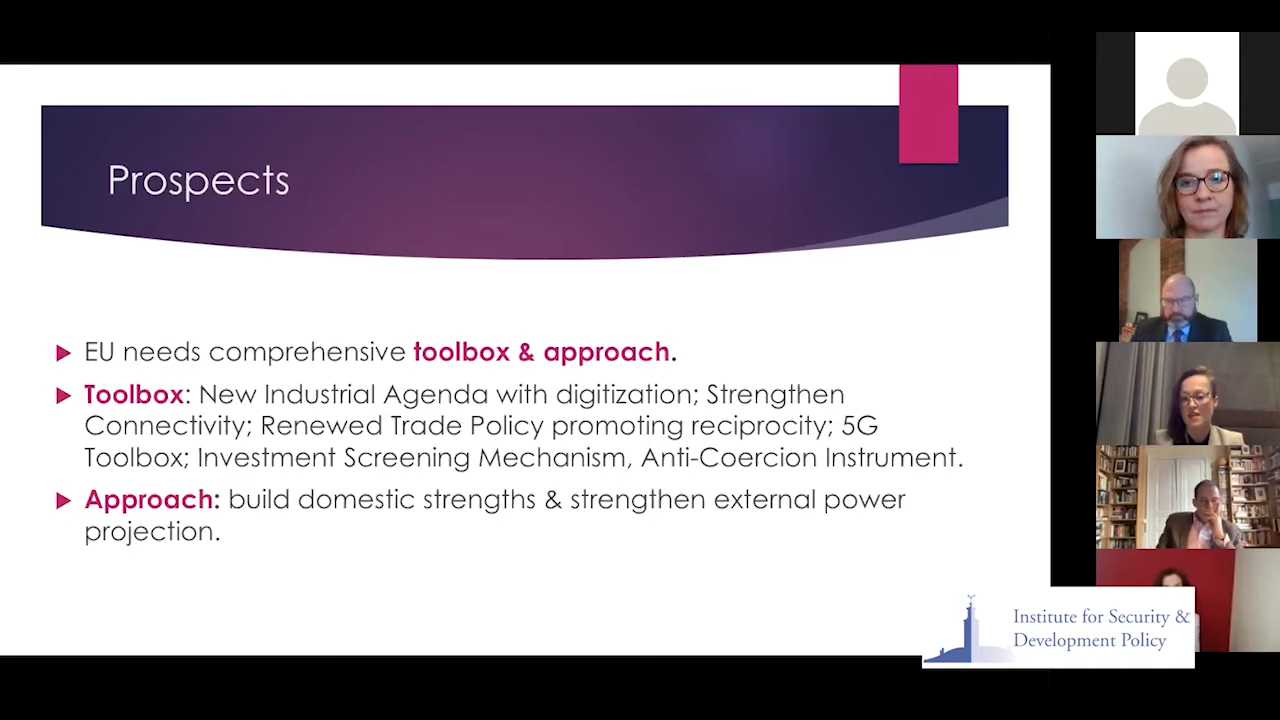 Prospects
EU needs comprehensive toolbox & approach.
Toolbox: New Industrial Agenda with digitization; Strengthen
Connectivity; Renewed Trade Policy promoting reciprocity; 5G
Toolbox; Investment Screening Mechanism, Anti-Coercion Instrument.
Approach: build domestic strengths & strengthen external power
projection.
Institute for Security &
Development Policy